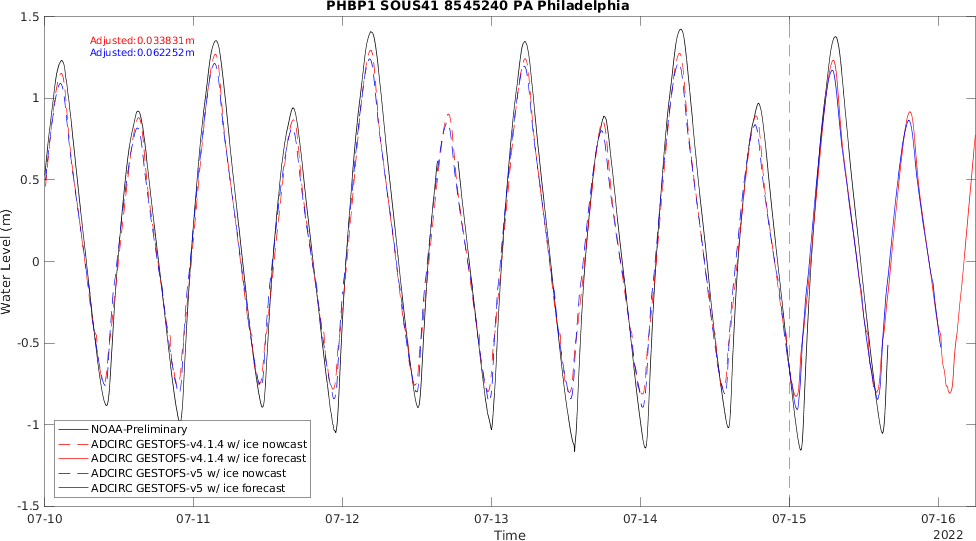 PHBP1 SOUS41 8545240 PA Philadelphia
Adjusted:0.033831m
Adjusted:0.062252m
1.5
1
0.5
0
-0.5
-1
-1.5
Water Level (m)
NOAA-Preliminary
ADCIRC GESTOFS-v4.1.4 w/ ice nowcast
ADCIRC GESTOFS-v4.1.4 w/ ice forecast
ADCIRC GESTOFS-v5 w/ ice nowcast
ADCIRC GESTOFS-v5 w/ ice forecast
07-10 07-11 07-12 07-13 07-14 07-15 07-16
Time
2022